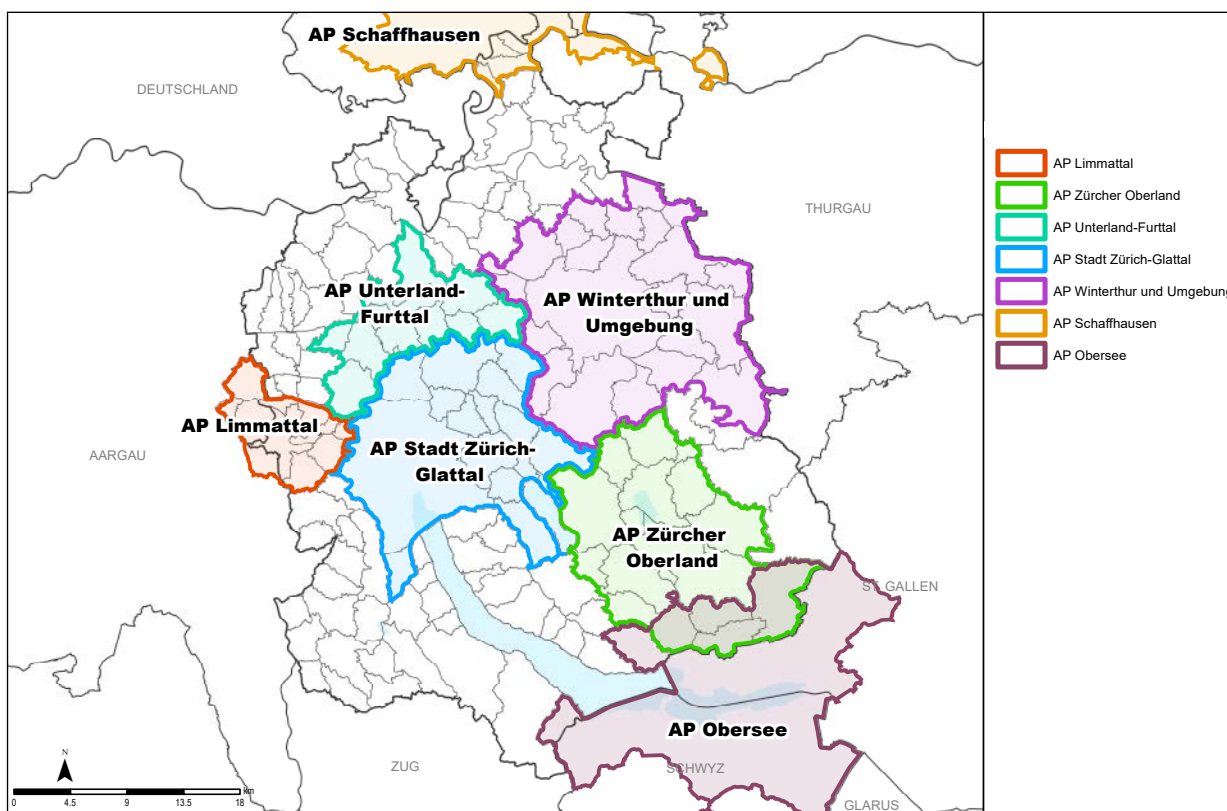 AP Schaffhausen
DEUTSCHLAND
THURGAU
AP Unterland-
Furttal
AP Winterthur und
Umgebung
AP Limmattal
AARGAU
AP Stadt Zürich-
Glattal
AP Zürcher
Oberland
ST. GALLEN
AP Obersee
ZUG
SCHWYZ
GLARUS
N
km
0 4.5 9 13.5 18
AP Limmattal
AP Zürcher Oberland
AP Unterland-Furttal
AP Stadt Zürich-Glattal
AP Winterthur und Umgebung
AP Schaffhausen
AP Obersee